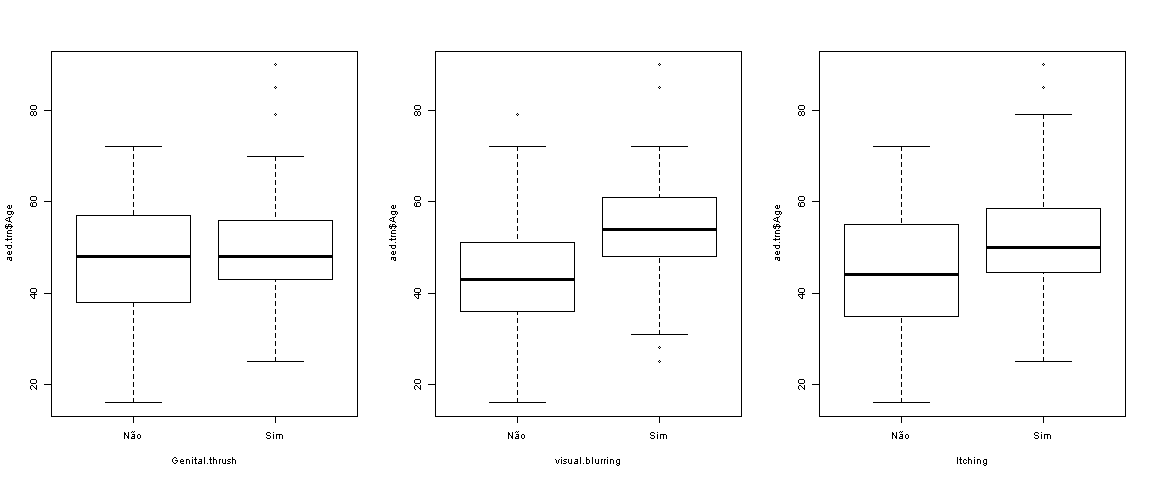 aed.trn$Age
20
40
60
80
Não
Sim
Genital.thrush
aed.trn$Age
20
40
60
80
Não
Sim
visual.blurring
aed.trn$Age
20
40
60
80
Não
Sim
Itching